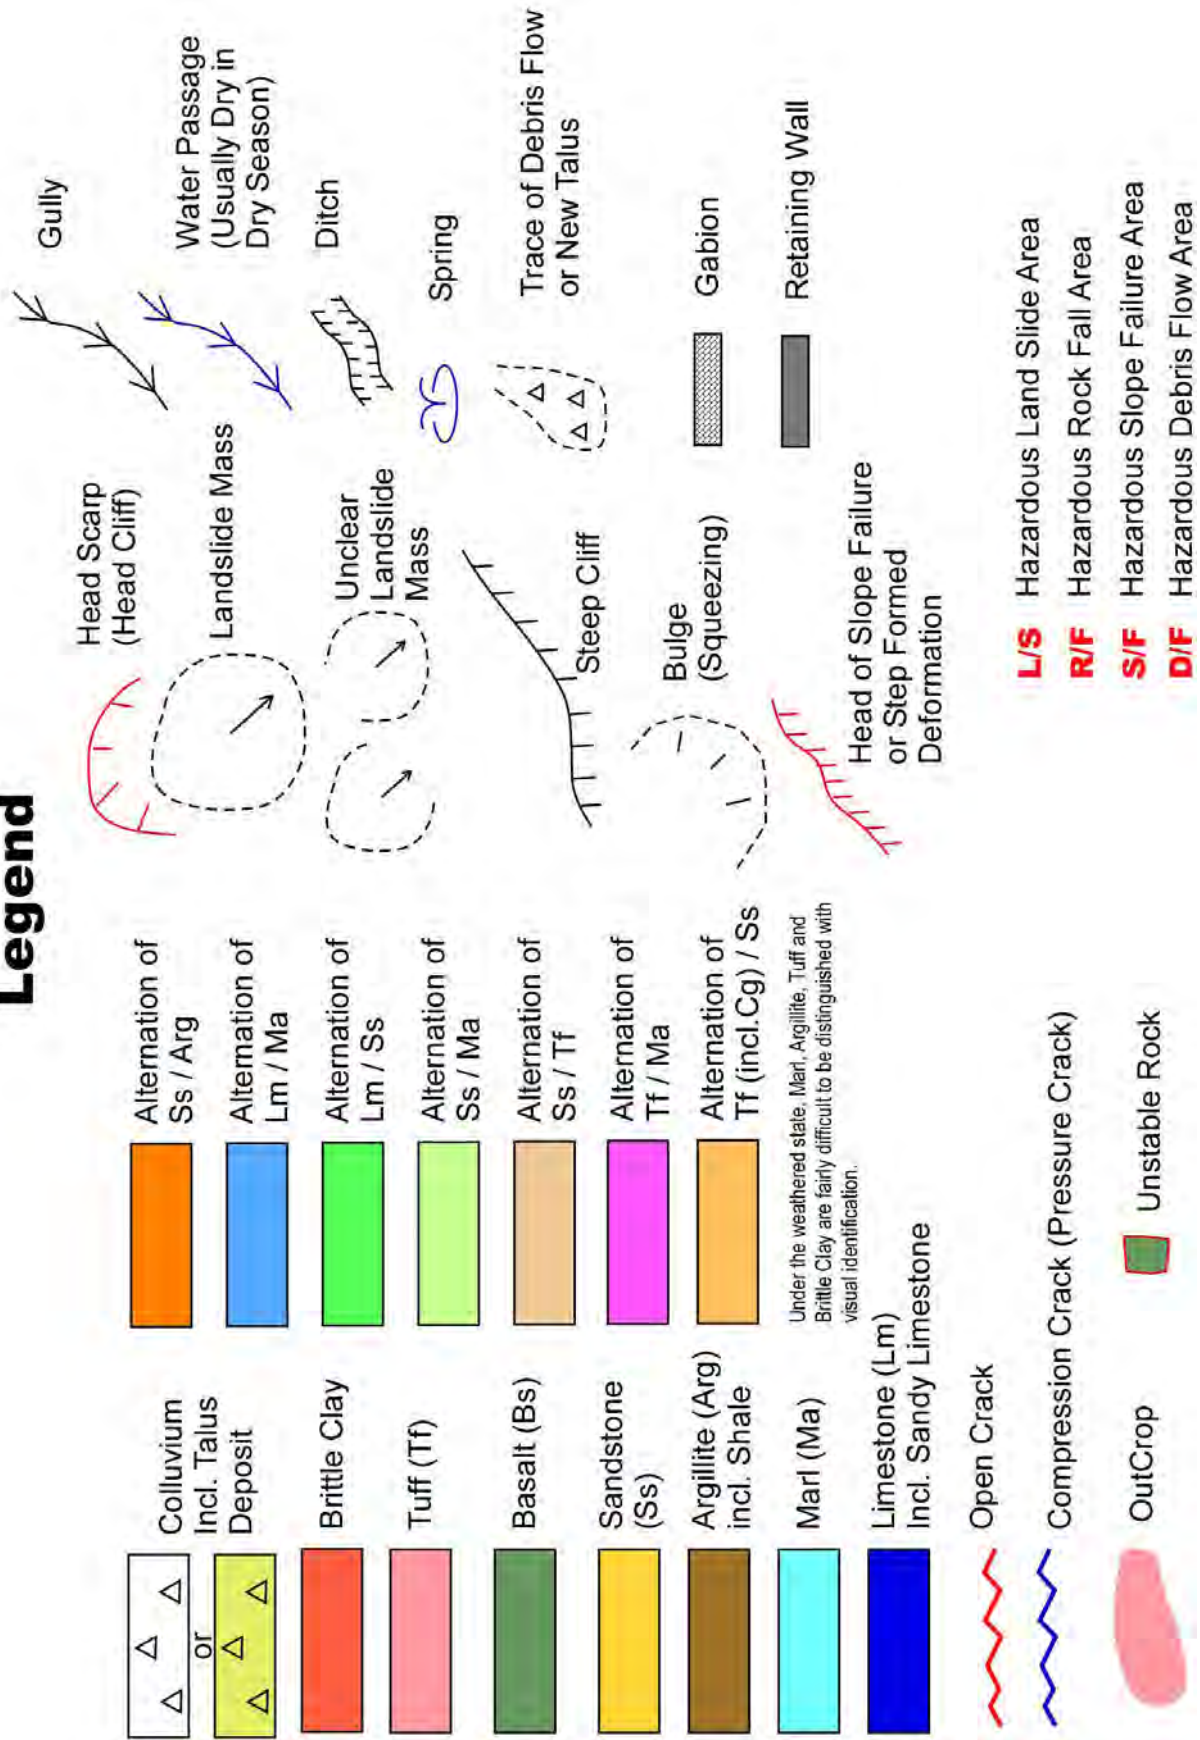 Legend
Colluvium
Incl. Talus
Deposit
or
Brittle Clay
Tuff (Tf)
Basalt (Bs)
Sandstone
(Ss)
Argillite (Arg)
incl. Shale
Marl (Ma)
Limestone (Lm)
Incl. Sandy Limestone
Open Crack
Compression Crack (Pressure Crack)
OutCrop
Unstable Rock
Alternation of
Ss / Arg
Alternation of
Lm / Ma
Alternation of
Lm / Ss
Alternation of
Ss / Ma
Alternation of
Ss / Tf
Alternation of
Tf / Ma
Alternation of
Tf (incl.Cg) / Ss
Under the weathered state, Marl, Argillite, Tuff and
Brittle Clay are fairly difficult to be distinguished with
visual identification.
Head Scarp
(Head Cliff)
Landslide Mass
Unclear
Landslide
Mass
Steep Cliff
Bulge
(Squeezing)
Head of Slope Failure
or Step Formed
Deformation
Gully
Water Passage
(Usually Dry in
Dry Season)
Ditch
Spring
Trace of Debris Flow
or New Talus
Gabion
Retaining Wall
L/S Hazardous Land Slide Area
R/F Hazardous Rock Fall Area
S/F Hazardous Slope Failure Area
D/F Hazardous Debris Flow Area